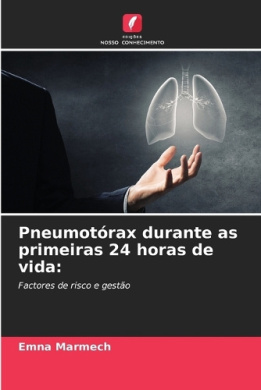 edições
NOSSO CONHECIMENTO
Pneumotórax durante as
primeiras 24 horas de
vida:
Factores de risco e gestão
Emna Marmech